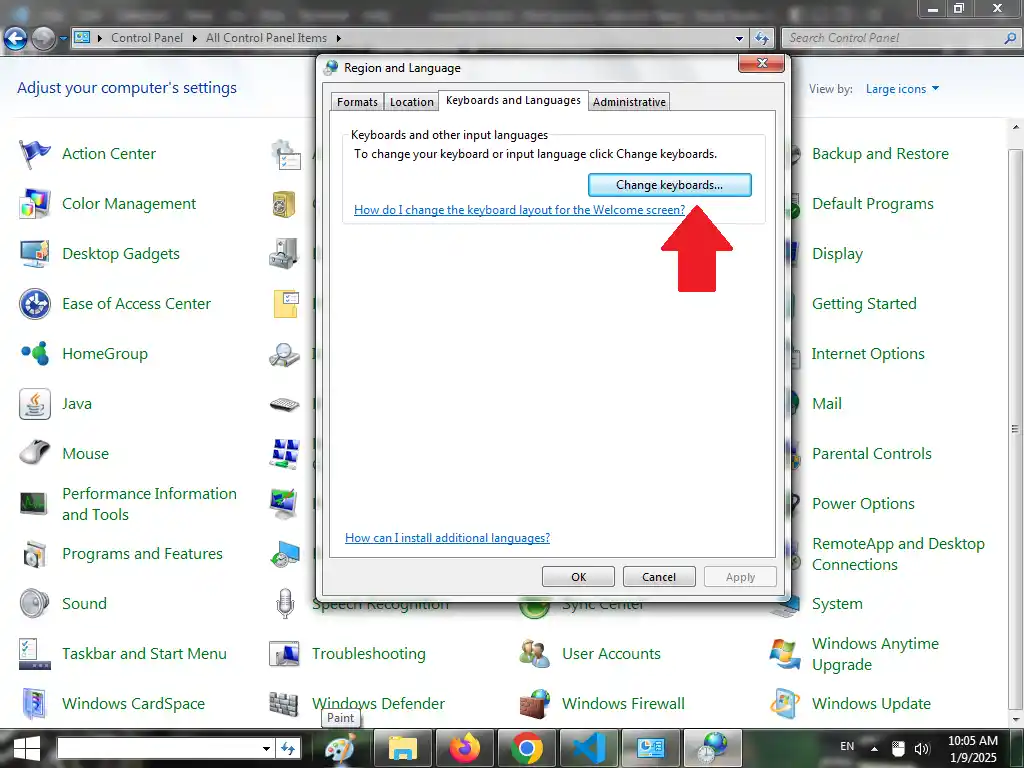 Control Panel
All Control Panel Items
Search Control Panel
Adjust your computer's settings
View by:
Large icons
Region and Language
Formats
Location
Keyboards and Languages
Administrative
Keyboards and other input languages
To change your keyboard or input language click Change keyboards.
Change keyboards...
How do I change the keyboard layout for the Welcome screen?
How can I install additional languages?
OK
Cancel
Apply
Action Center
Backup and Restore
Color Management
Default Programs
Desktop Gadgets
Display
Ease of Access Center
Getting Started
HomeGroup
Internet Options
Java
Mail
Mouse
Parental Controls
Performance Information
and Tools
Power Options
Programs and Features
RemoteApp and Desktop
Connections
Sound
Speech Recognition
Sync Center
System
Taskbar and Start Menu
Troubleshooting
User Accounts
Windows Anytime
Upgrade
Windows CardSpace
Windows Defender
Windows Firewall
Windows Update
Paint
EN
10:05 AM
1/9/2025